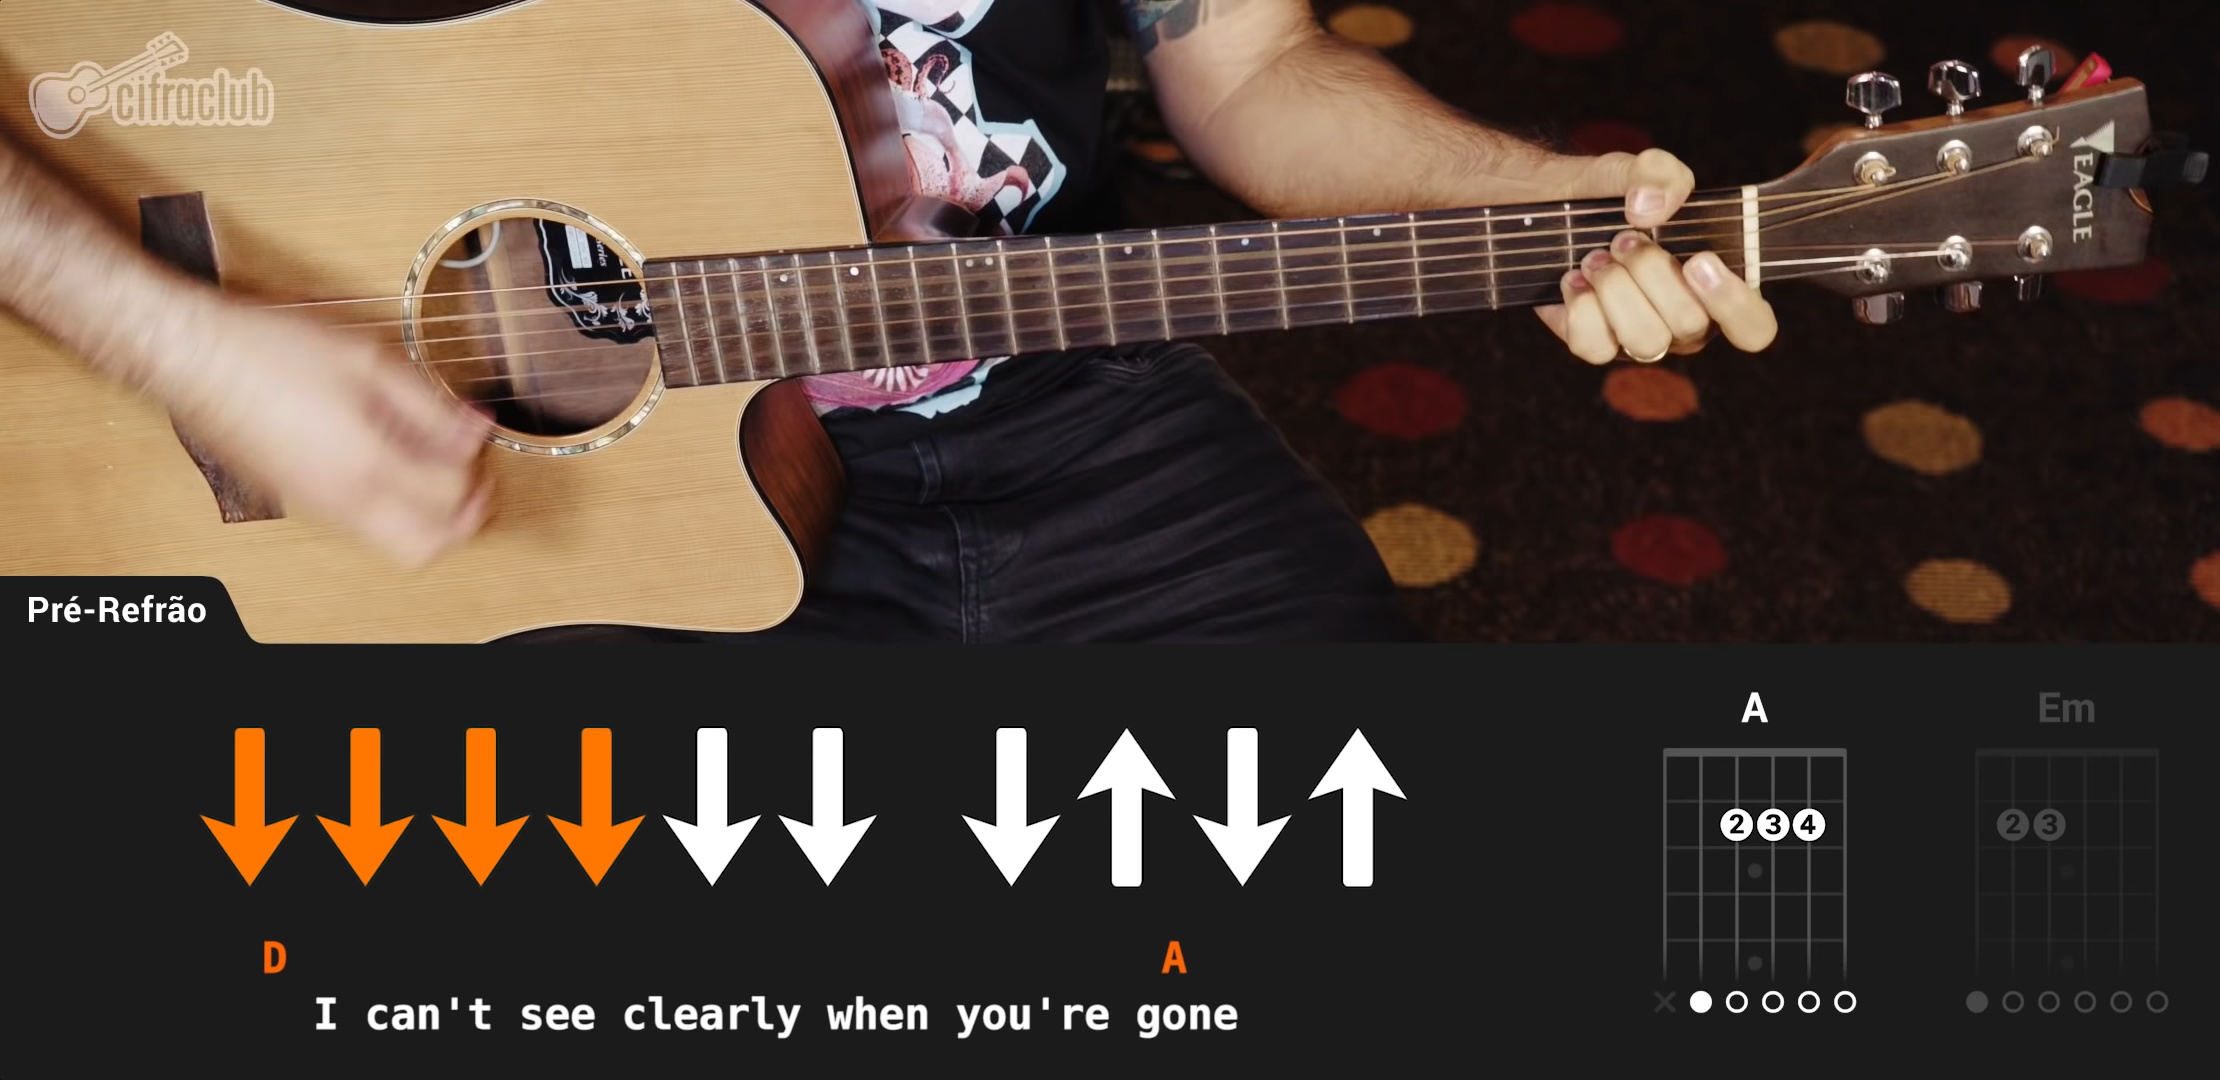 cifraclub
EAGLE
Pré-Refrão
A
Em
2 3 4
2 3
D
A
I can't see clearly when you're gone